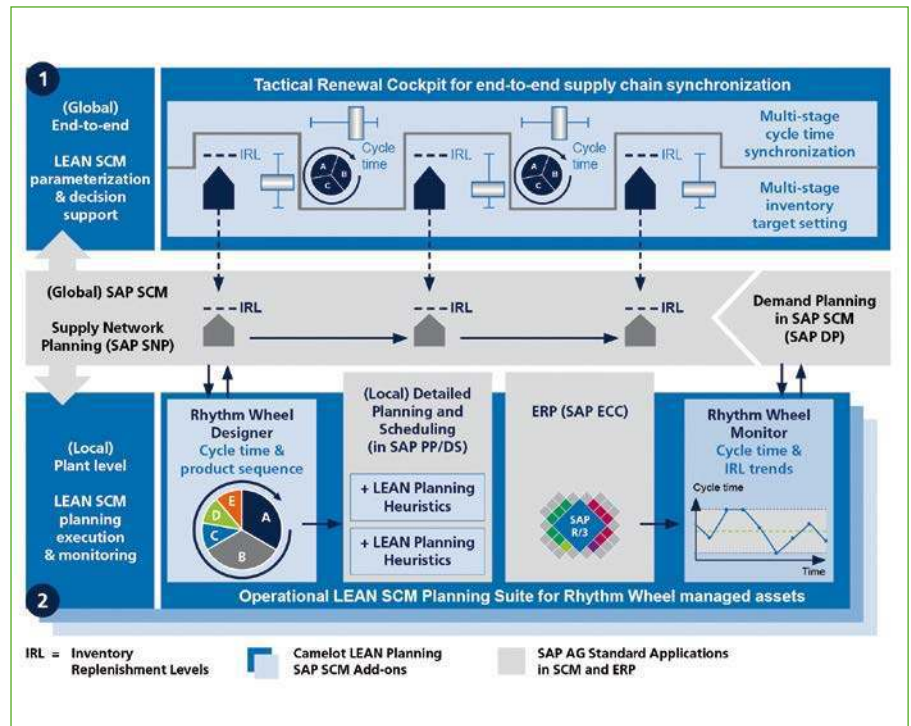 1
(Global)
End-to-end
LEAN SCM
parameterization
& decision
support
Tactical Renewal Cockpit for end-to-end supply chain synchronization
IRL
Cycle
time
A
B
C
IRL
Cycle
time
A
B
C
IRL
Multi-stage
cycle time
synchronization
Multi-stage
inventory
target setting
(Global) SAP SCM
Supply Network
Planning (SAP SNP)
IRL
IRL
IRL
Demand Planning
in SAP SCM
(SAP DP)
(Local)
Plant level
LEAN SCM
planning
execution
& monitoring
2
Rhythm Wheel
Designer
Cycle time &
product sequence
E
D
C
B
A
(Local) Detailed
Planning and
Scheduling
(in SAP PP/DS)
+ LEAN Planning
Heuristics
+ LEAN Planning
Heuristics
ERP (SAP ECC)
SAP
R/3
Rhythm Wheel
Monitor
Cycle time &
IRL trends
Cycle time
Time
Operational LEAN SCM Planning Suite for Rhythm Wheel managed assets
IRL = Inventory
Replenishment Levels
Camelot LEAN Planning
SAP SCM Add-ons
SAP AG Standard Applications
in SCM and ERP